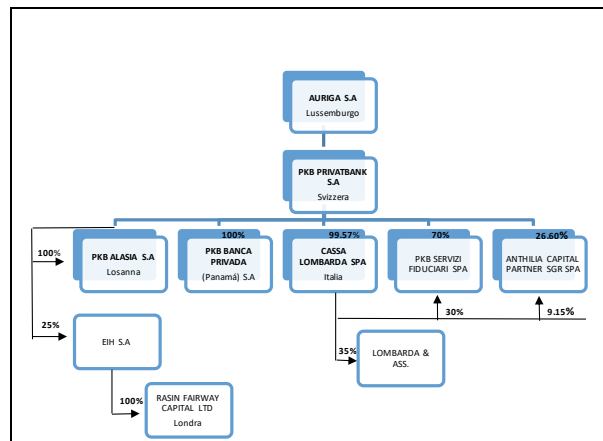 AURIGA S.A
Lussemburgo
PKB PRIVATBANK
S.A
Svizzera
100%
99.57%
70%
26.60%
100%
PKB ALASIA S.A
Losanna
PKB BANCA
PRIVADA
(Panamá) S.A
CASSA
LOMBARDA SPA
Italia
PKB SERVIZI
FIDUCIARI SPA
ANTHILIA CAPITAL
PARTNER SGR SPA
30%
9.15%
25%
EIH S.A
35%
LOMBARDA &
ASS.
100%
RASIN FAIRWAY
CAPITAL LTD
Londra